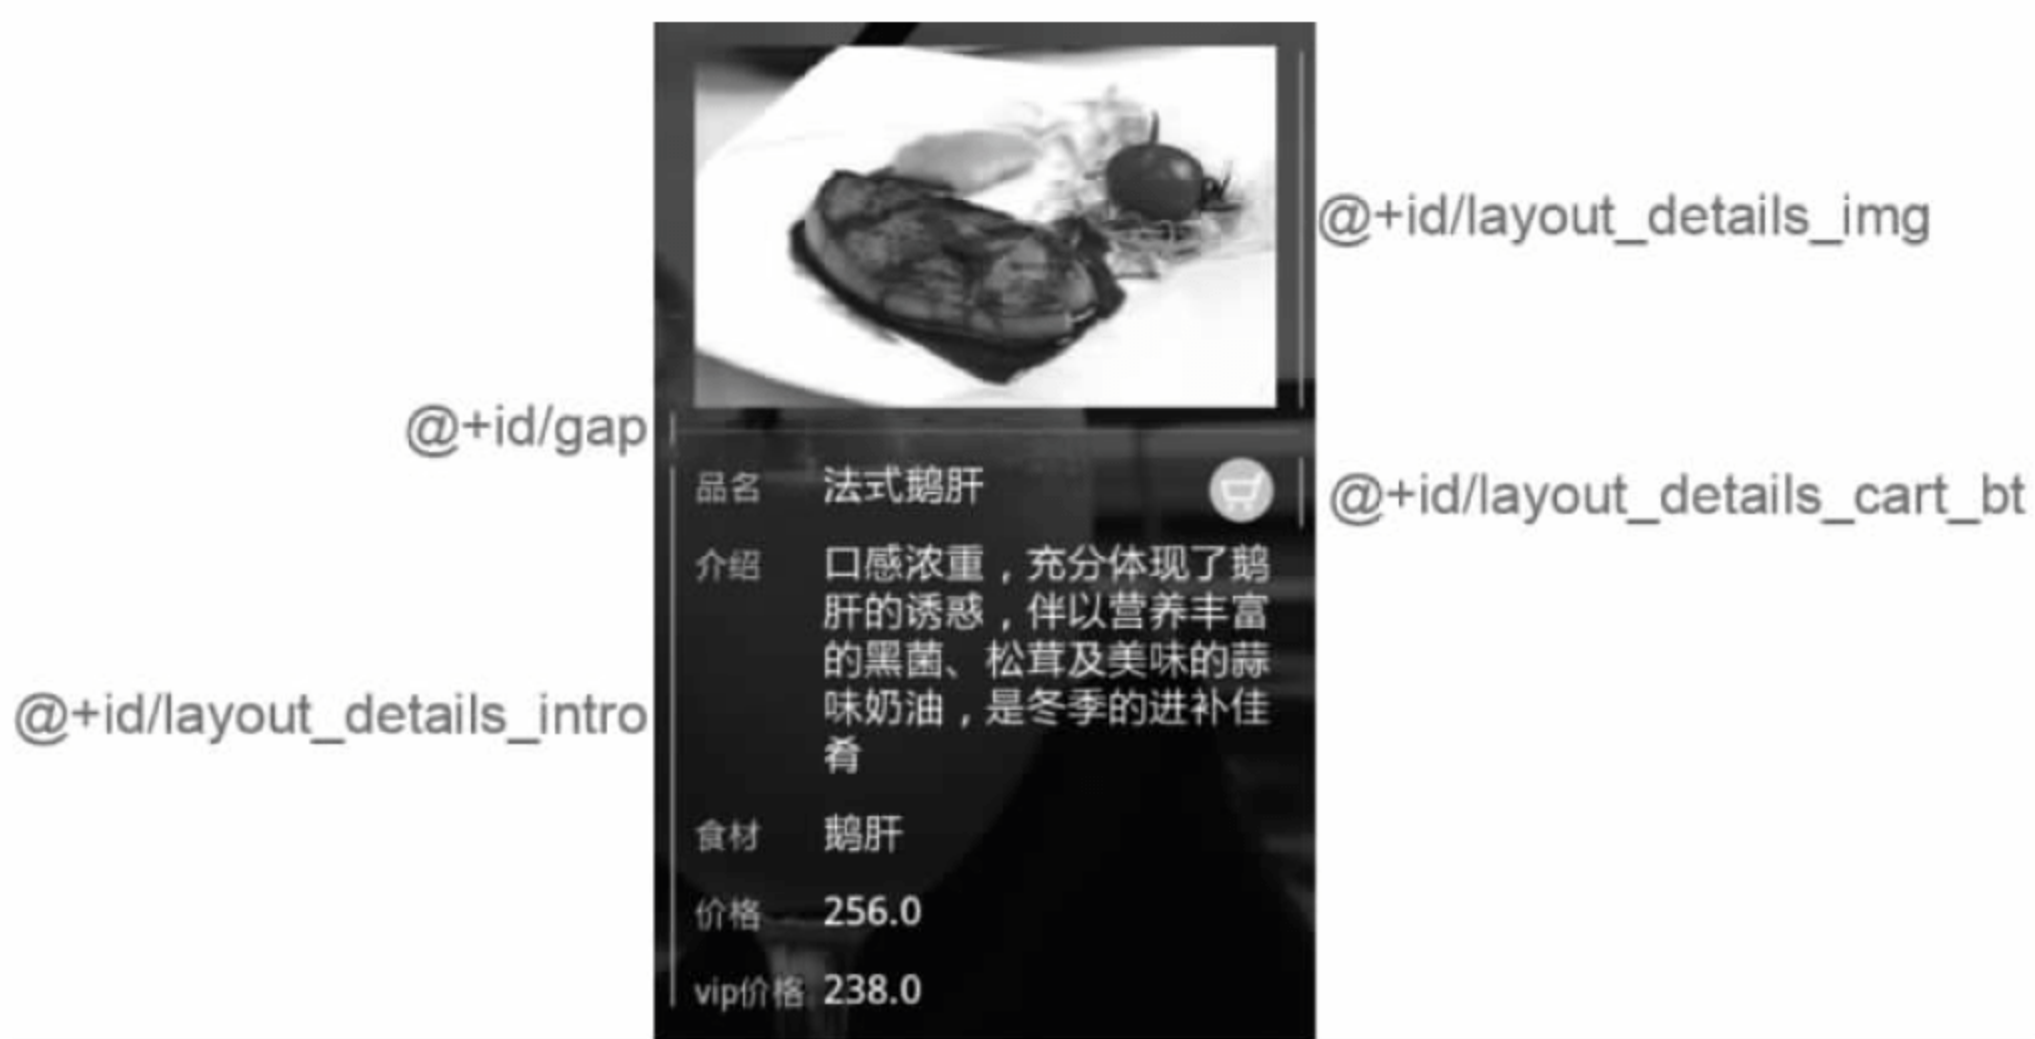 @+id/layout_details_img
@+id/gap
品名 法式鹅肝
@+id/layout_details_cart_bt
介绍 口感浓重，充分体现了鹅
肝的诱惑，伴以营养丰富
的黑菌、松茸及美味的蒜
味奶油，是冬季的进补佳
肴
@+id/layout_details_intro
食材 鹅肝
价格 256.0
vip价格 238.0